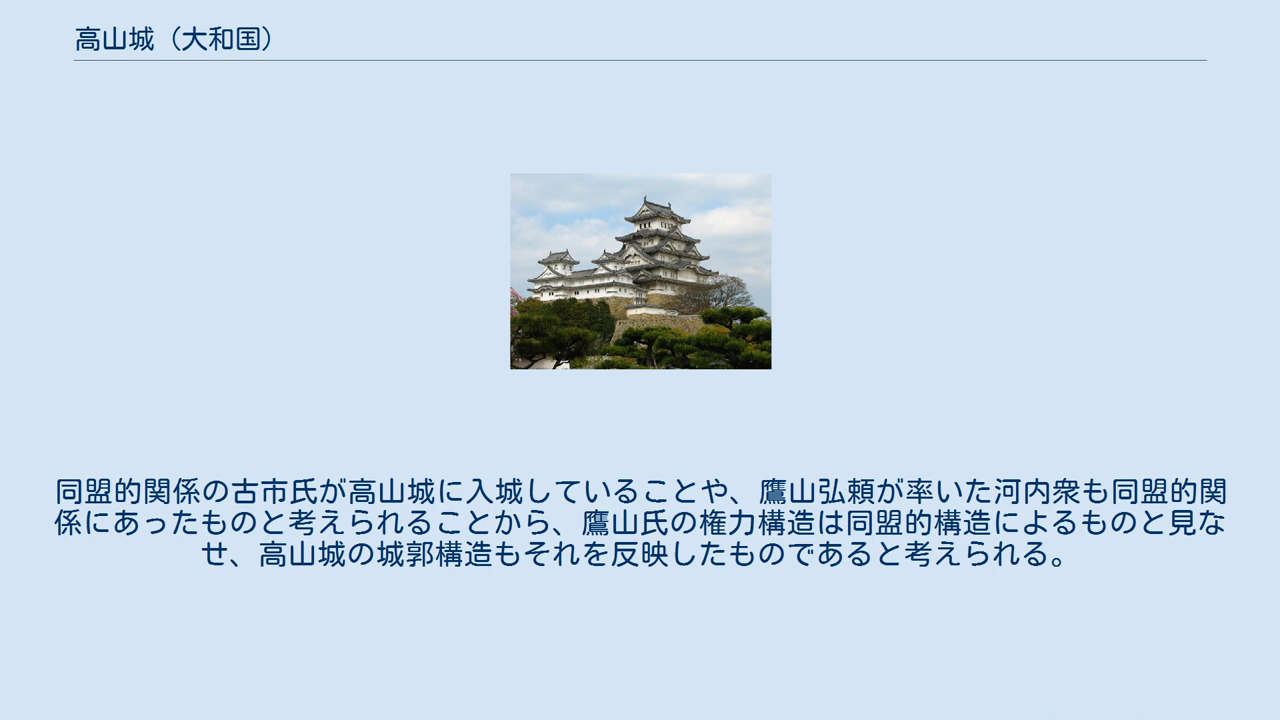 高山城（大和国）
同盟的関係の古市氏が高山城に入城していることや、鷹山弘頼が率いた河内衆も同盟的関
係にあったものと考えられることから、鷹山氏の権力構造は同盟的構造によるものと見な
せ、高山城の城郭構造もそれを反映したものであると考えられる。